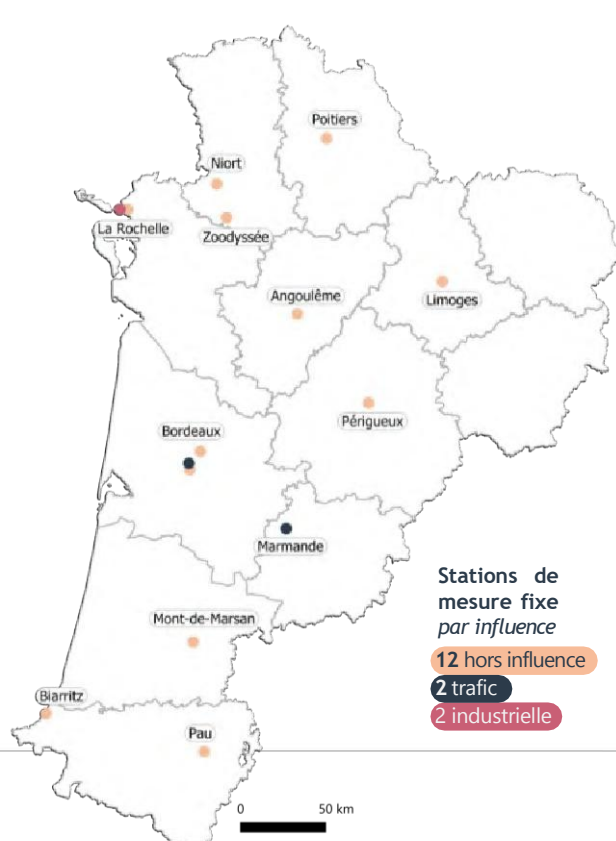 Poitiers
Niort
La Rochelle
Zoodyssée
Angoulême
Limoges
Périgueux
Bordeaux
Marmande
Stations de
mesure fixe
par influence
12 hors influence
2 trafic
2 industrielle
Mont-de-Marsan
Biarritz
Pau
0 50 km